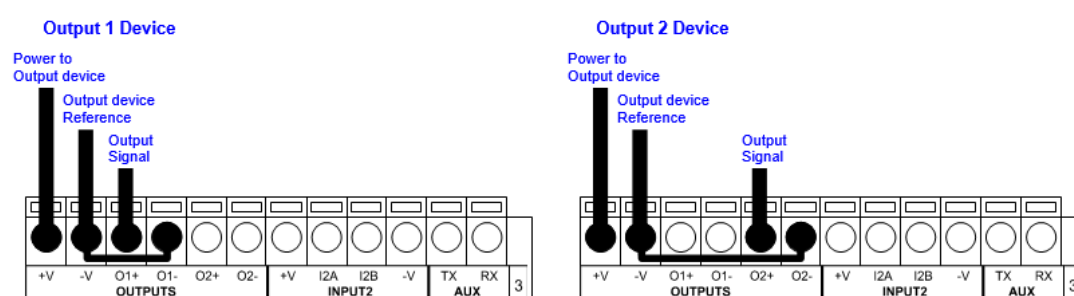 Output 1 Device
Power to
Output device
Output device
Reference
Output
Signal
+V -V O1+ O1- O2+ O2- +V I2A I2B -V TX RX 3
OUTPUTS INPUT2 AUX
Output 2 Device
Power to
Output device
Output device
Reference
Output
Signal
+V -V O1+ O1- O2+ O2- +V I2A I2B -V TX RX 3
OUTPUTS INPUT2 AUX